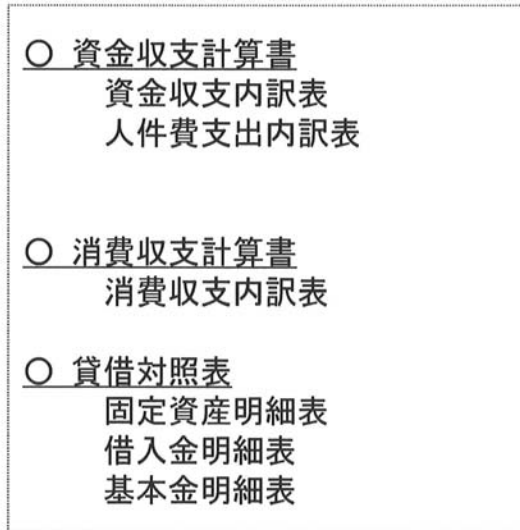 ○ 資金収支計算書
資金収支内訳表
人件費支出内訳表
○ 消費収支計算書
消費収支内訳表
○ 貸借対照表
固定資産明細表
借入金明細表
基本金明細表